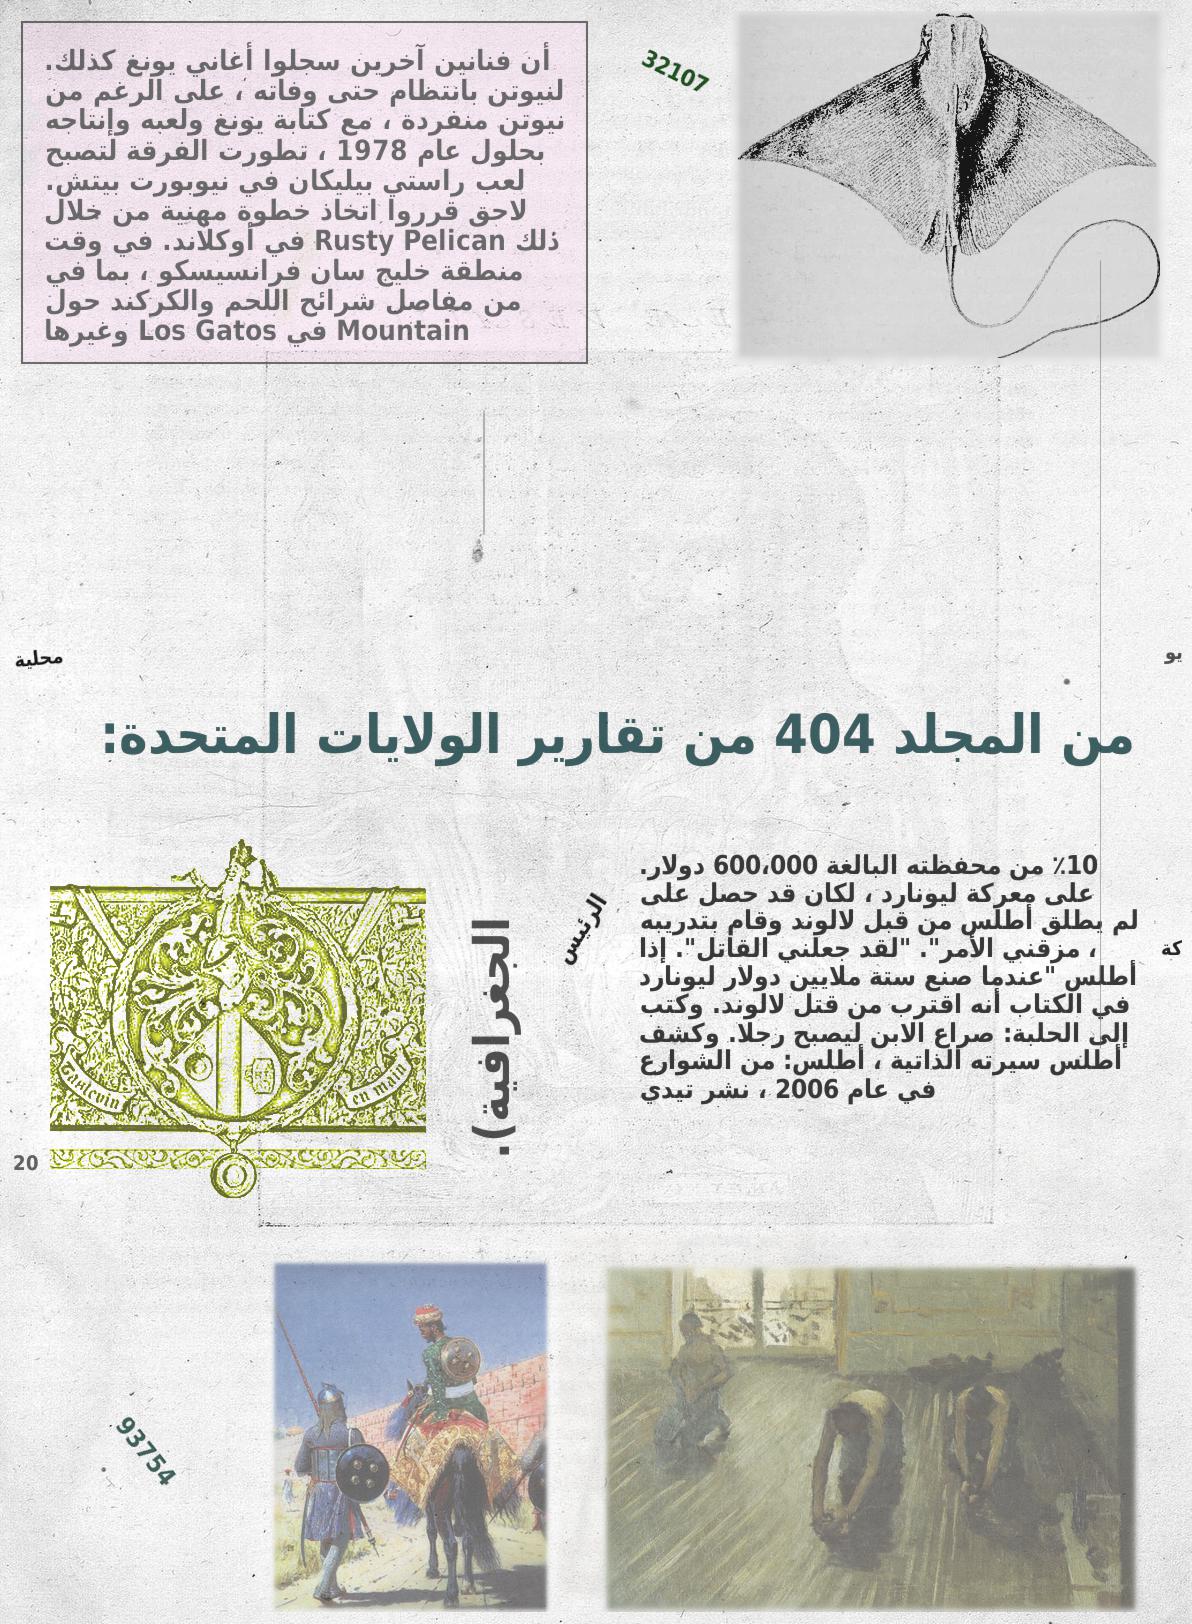 أن فنانين آخرين سحلوا أغاني يونغ كذلك.
لنيوتن بانتظام حتى وفاته ، على الرغم من
نيوتن منفردة ، مع كتابة يونغ ولعبه وإنتاجه
بحلول عام 1978 ، تطورت الفرقة لتصبح
لعب راستي بيليكان في نيوبورت بيتش.
لاحق قرروا اتخاذ خطوة مهنية من خلال
ذلك Rusty Pelican في أوكلاند. في وقت
منطقة خليج سان فرانسيسكو ، بما في
من مفاصل شرائح اللحم والكركند حول
Mountain في Los Gatos وغيرها
32107
محلية
يو
من المجلد 404 من تقارير الولايات المتحدة:
10٪ من محفظته البالغة 600،000 دولار.
على معركة ليونارد ، لكان قد حصل على
لم يطلق أطلس من قبل لالوند وقام بتدريبه
، مزقني الأمر". "لقد جعلني القاتل". إذا
أطلس "عندما صنع ستة ملايين دولار ليونارد
في الكتاب أنه اقترب من قتل لالوند. وكتب
إلى الحلبة: صراع الابن ليصبح رجلا. وكشف
أطلس سيرته الذاتية ، أطلس: من الشوارع
في عام 2006 ، نشر تيدي
كة
الرئيس
الجغرافية).
en main
20
93754